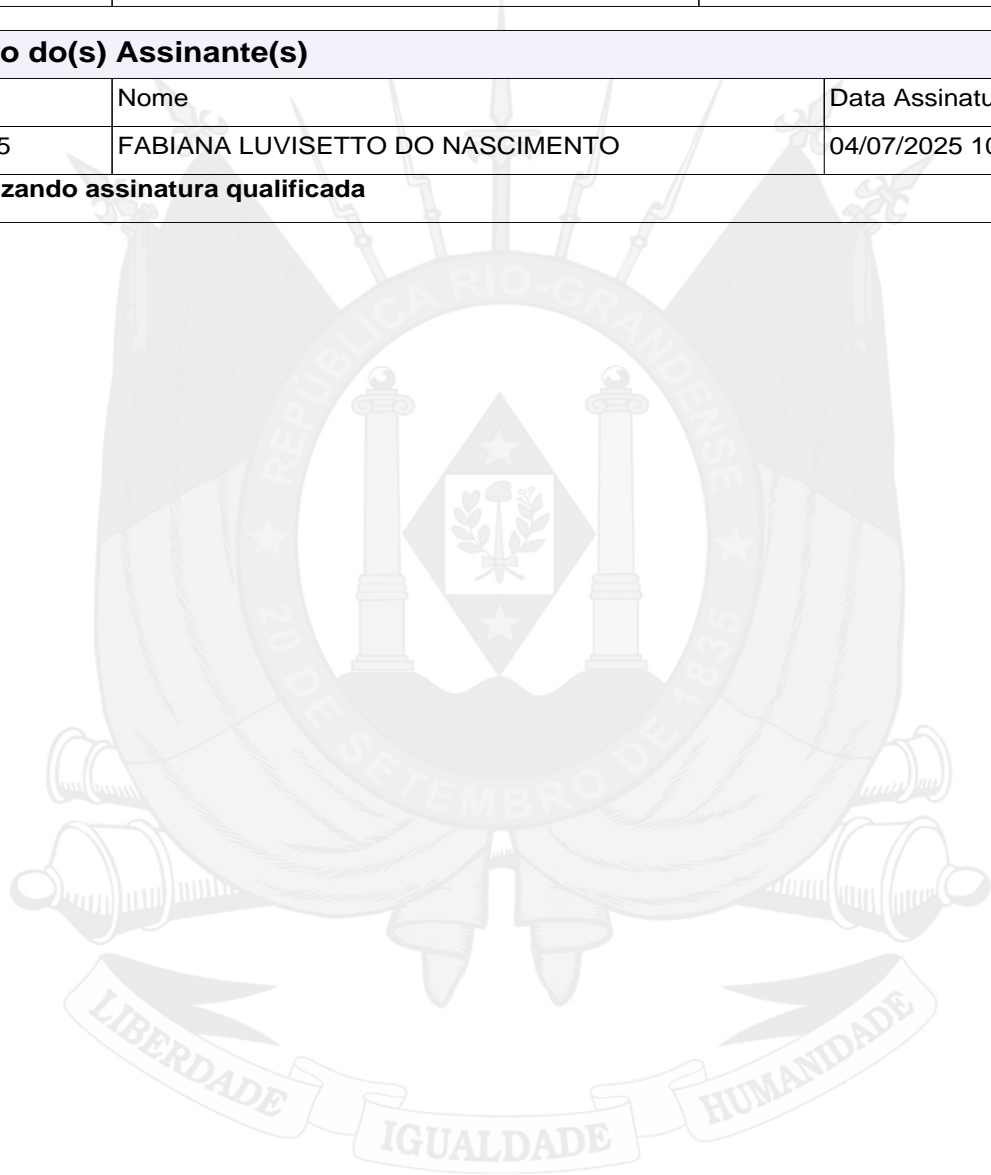 o do(s) Assinante(s)
Nome Data Assinatu
5 FABIANA LUVISETTO DO NASCIMENTO 04/07/2025 10
zando assinatura qualificada
REPÚBLICA RIO-GRANDENSE
20 DE SETEMBRO DE 1835
LIBERDADE IGUALDADE HUMANIDADE